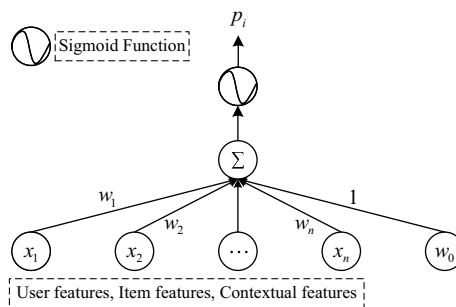 p_i
Sigmoid Function
Σ
w_1 w_2 w_n 1
x_1 x_2 ⋯ x_n w_0
User features, Item features, Contextual features